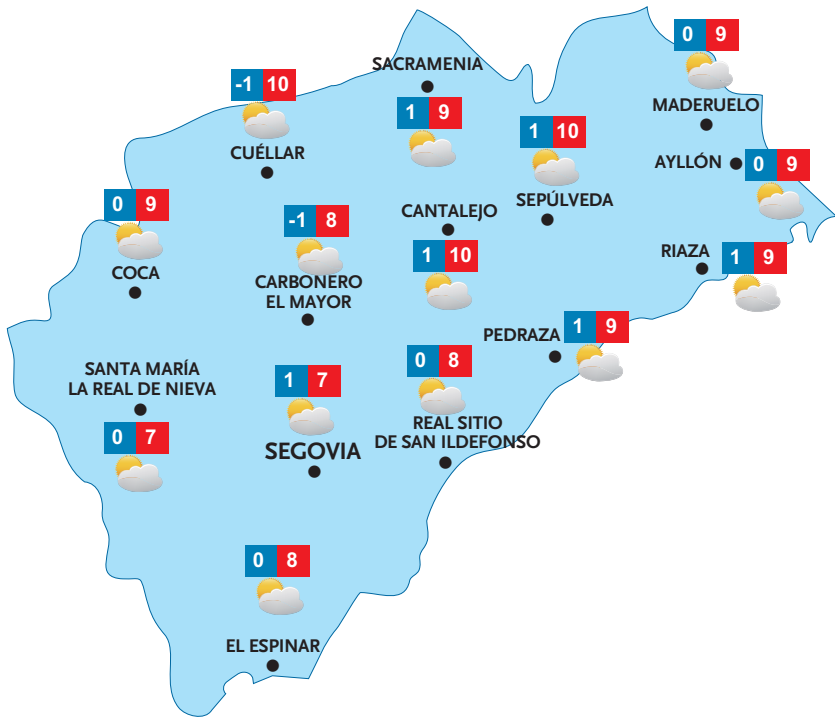 0 9
MADERUELO
SACRAMENIA
1 9
-1 10
CUÉLLAR
1 10
SEPÚLVEDA
AYLLÓN
0 9
0 9
COCA
-1 8
CARBONERO
EL MAYOR
CANTALEJO
1 10
RIAZA
1 9
PEDRAZA
1 9
SANTA MARÍA
LA REAL DE NIEVA
0 7
1 7
SEGOVIA
0 8
REAL SITIO
DE SAN ILDEFONSO
0 8
EL ESPINAR